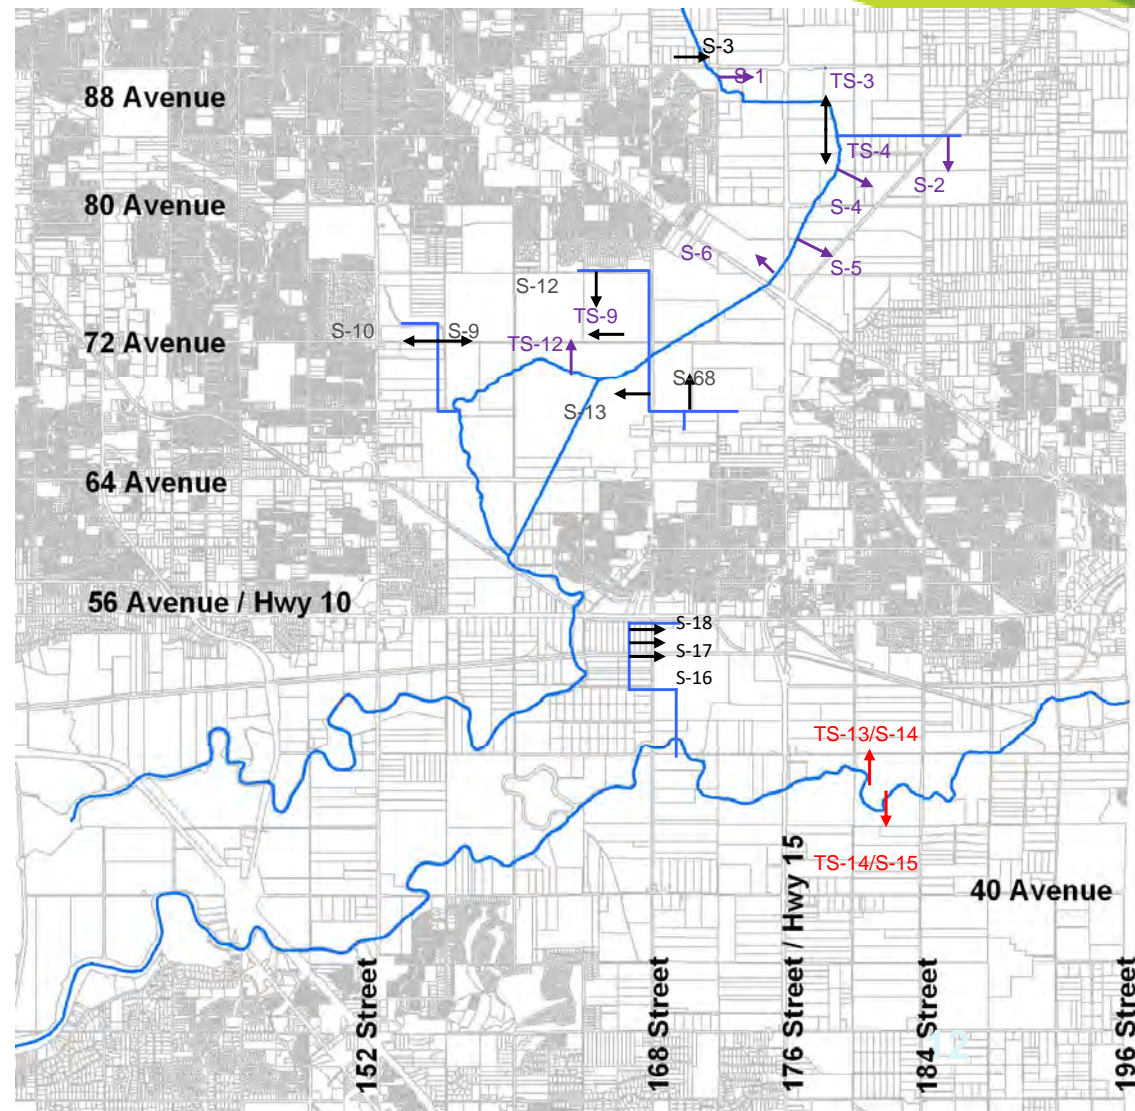 S-3
S-1
TS-3
88 Avenue
TS-4
S-2
80 Avenue
S-4
S-6
S-5
S-12
TS-9
S-10
S-9
72 Avenue
TS-12
S-68
S-13
64 Avenue
56 Avenue / Hwy 10
S-18
S-17
S-16
TS-13/S-14
TS-14/S-15
40 Avenue
152 Street
168 Street
176 Street / Hwy 15
184 Street
196 Street
12